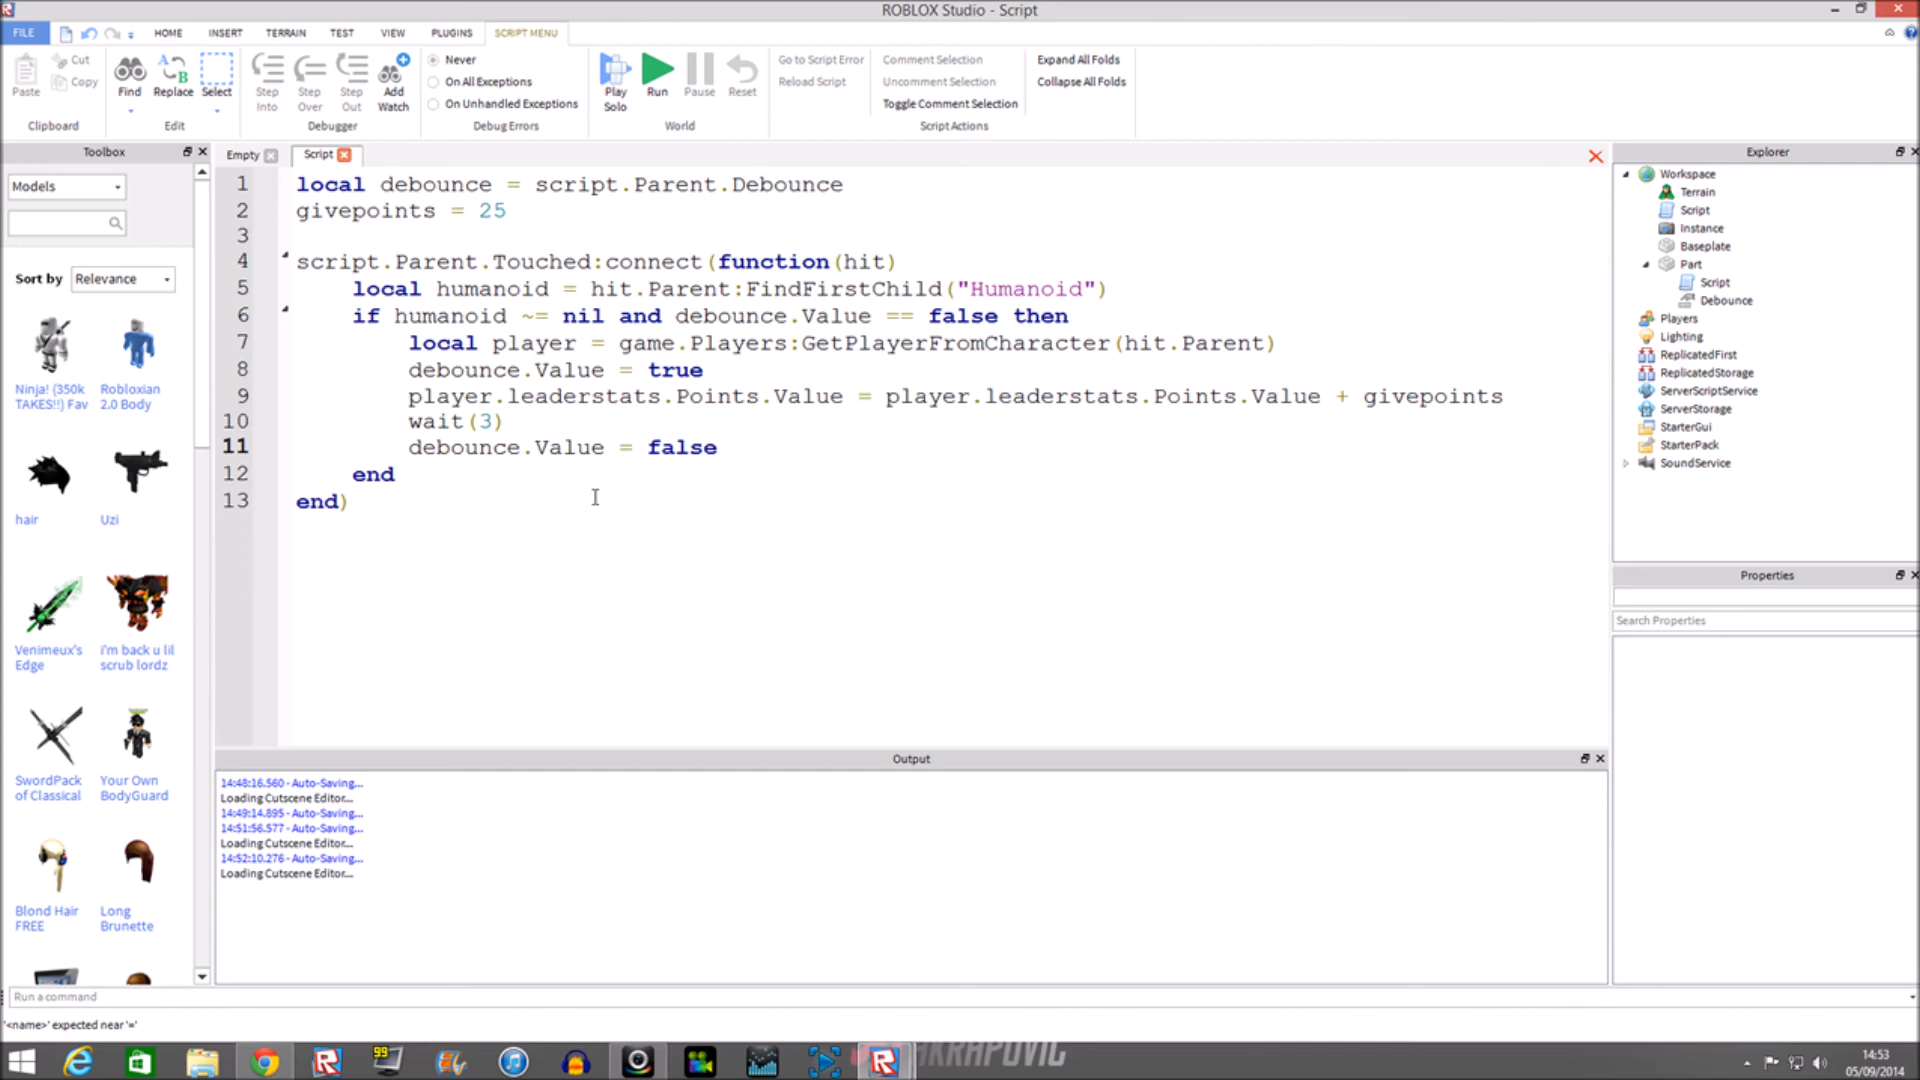 ROBLOX Studio - Script
FILE HOME INSERT TERRAIN TEST VIEW PLUGINS SCRIPT MENU
Paste
Cut
Copy
Clipboard
Find
Replace
Select
Edit
Step Into
Step Over
Step Out
Add Watch
Debugger
Never
On All Exceptions
On Unhandled Exceptions
Debug Errors
Play Solo
Run
Pause
Reset
World
Go to Script Error
Reload Script
Comment Selection
Uncomment Selection
Toggle Comment Selection
Script Actions
Expand All Folds
Collapse All Folds
Toolbox
Models
Sort by Relevance
Ninja! (350k TAKES!!) Fav
Robloxian 2.0 Body
hair
Uzi
Venimeux's Edge
i'm back u lil scrub lordz
SwordPack of Classical
Your Own BodyGuard
Blond Hair FREE
Long Brunette
Empty
Script
1 local debounce = script.Parent.Debounce
2 givepoints = 25
3
4 script.Parent.Touched:connect(function(hit)
5 local humanoid = hit.Parent:FindFirstChild("Humanoid")
6 if humanoid ~= nil and debounce.Value == false then
7 local player = game.Players:GetPlayerFromCharacter(hit.Parent)
8 debounce.Value = true
9 player.leaderstats.Points.Value = player.leaderstats.Points.Value + givepoints
10 wait(3)
11 debounce.Value = false
12 end
13 end)
Output
14:48:16.560 - Auto-Saving...
Loading Cutscene Editor...
14:49:14.895 - Auto-Saving...
14:51:56.577 - Auto-Saving...
Loading Cutscene Editor...
14:52:10.276 - Auto-Saving...
Loading Cutscene Editor...
Explorer
Workspace
Terrain
Script
Instance
Baseplate
Part
Script
Debounce
Players
Lighting
ReplicatedFirst
ReplicatedStorage
ServerScriptService
ServerStorage
StarterGui
StarterPack
SoundService
Properties
Search Properties
Run a command
'<name>' expected near '='
99
AKRAPOVIC
14:53
05/09/2014